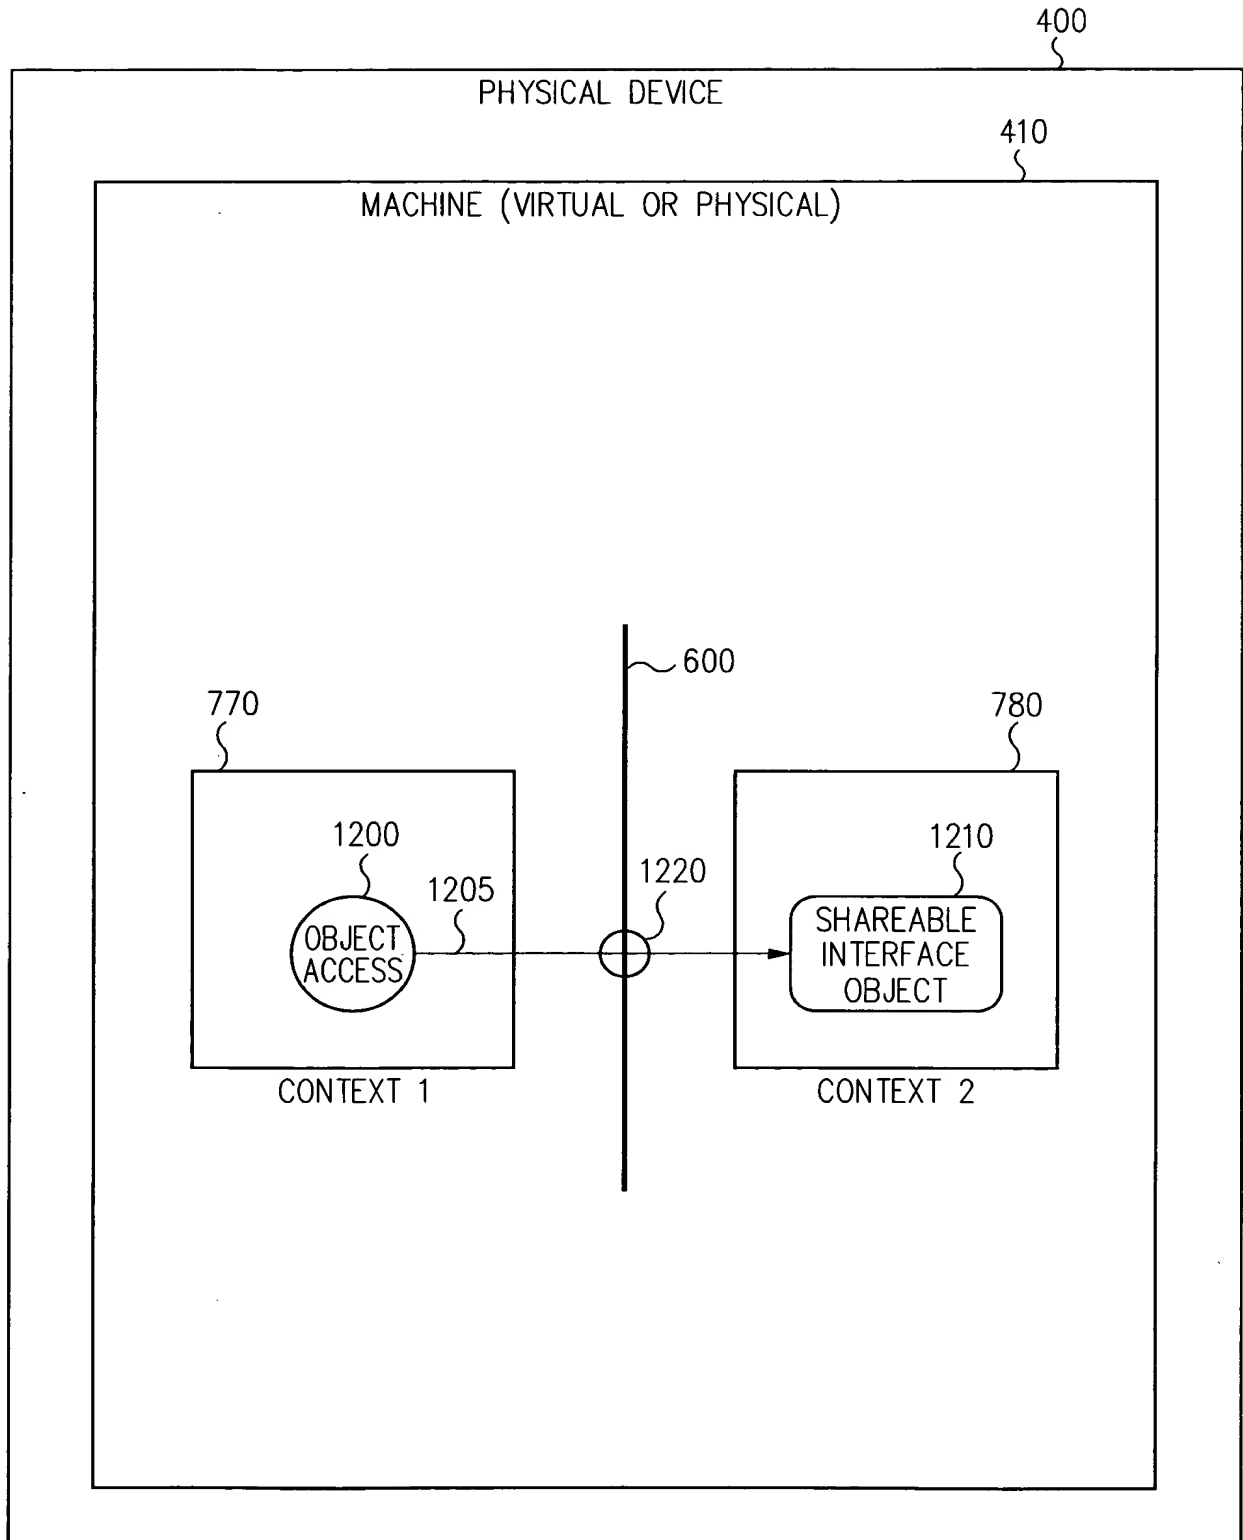 400
PHYSICAL DEVICE
410
MACHINE (VIRTUAL OR PHYSICAL)
600
770
780
1200
1205
1220
1210
OBJECT
ACCESS
SHAREABLE
INTERFACE
OBJECT
CONTEXT 1
CONTEXT 2